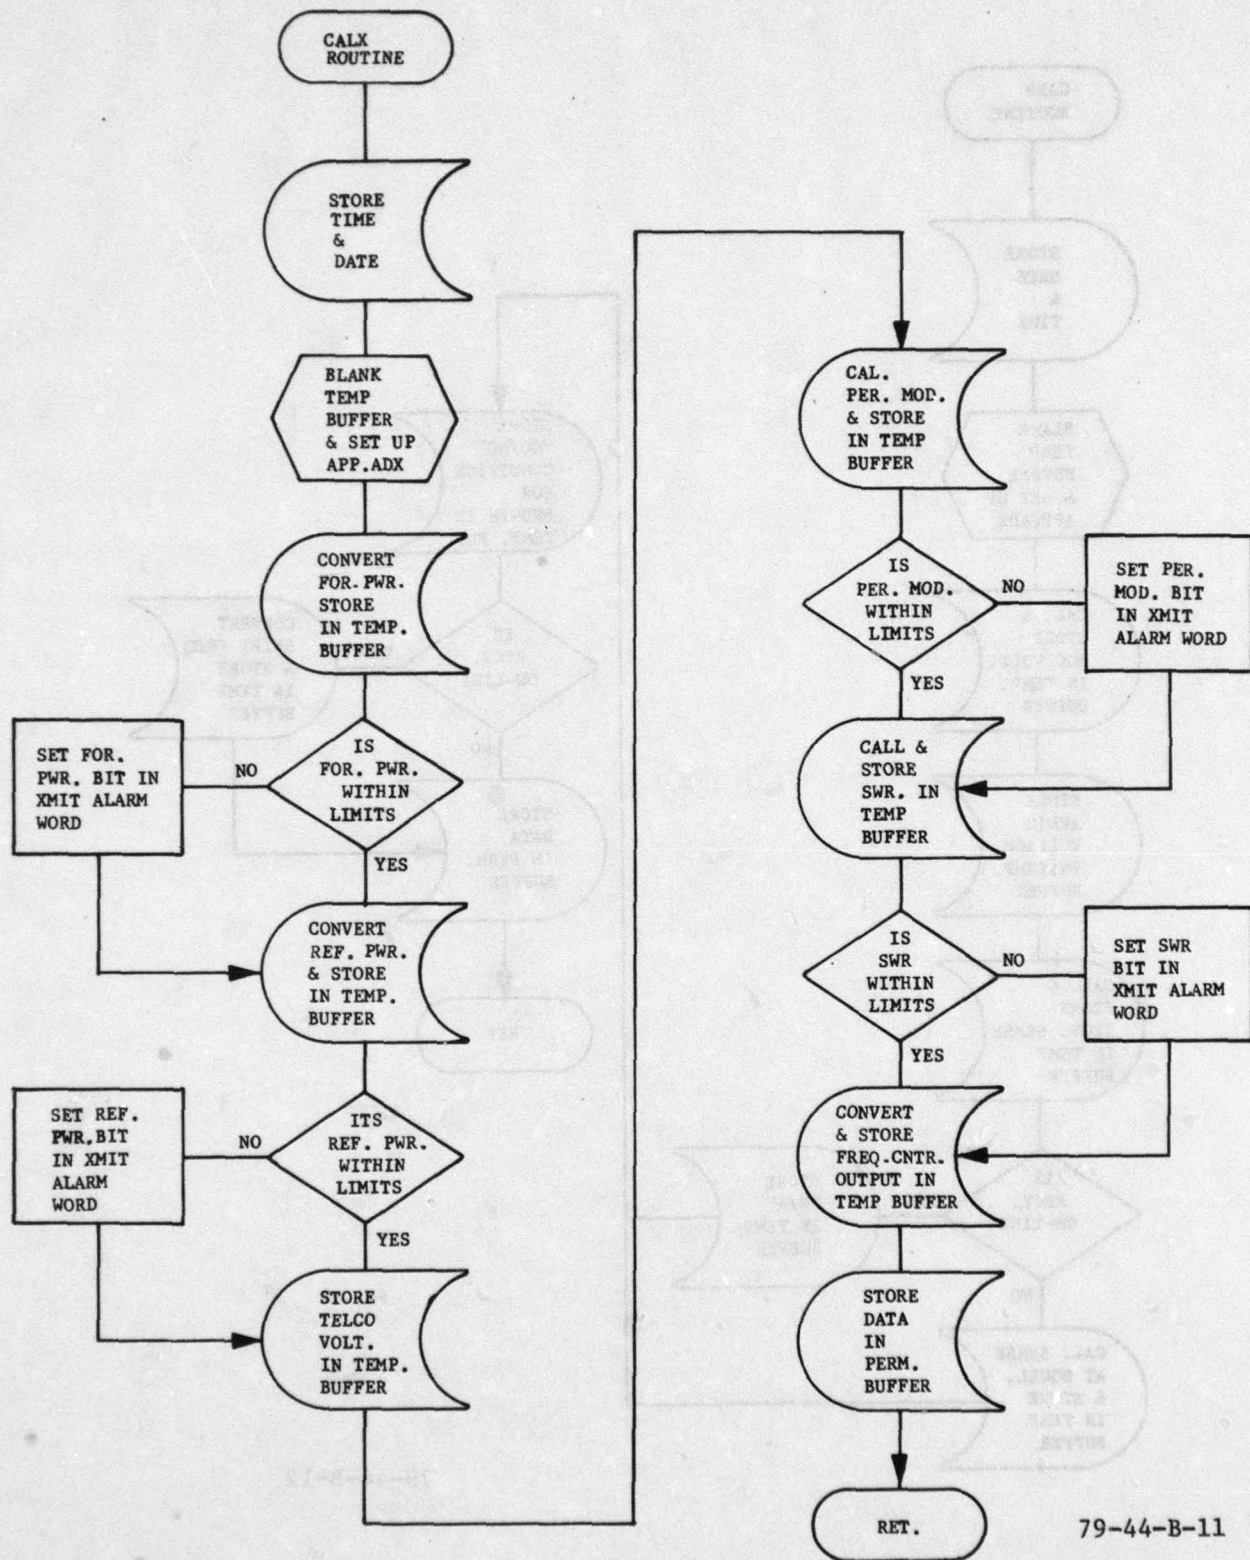 CALX
ROUTINE
STORE
TIME
&
DATE
BLANK
TEMP
BUFFER
& SET UP
APP.ADX
CONVERT
FOR.PWR.
STORE
IN TEMP.
BUFFER
IS
FOR. PWR.
WITHIN
LIMITS
NO
SET FOR.
PWR. BIT IN
XMIT ALARM
WORD
YES
CONVERT
REF. PWR.
& STORE
IN TEMP.
BUFFER
ITS
REF. PWR.
WITHIN
LIMITS
NO
SET REF.
PWR.BIT
IN XMIT
ALARM
WORD
YES
STORE
TELCO
VOLT.
IN TEMP.
BUFFER
CAL.
PER. MOD.
& STORE
IN TEMP
BUFFER
IS
PER. MOD.
WITHIN
LIMITS
NO
SET PER.
MOD. BIT
IN XMIT
ALARM WORD
YES
CALL &
STORE
SWR. IN
TEMP
BUFFER
IS
SWR
WITHIN
LIMITS
NO
SET SWR
BIT IN
XMIT ALARM
WORD
YES
CONVERT
& STORE
FREQ.CNTR.
OUTPUT IN
TEMP BUFFER
STORE
DATA
IN
PERM.
BUFFER
RET.
79-44-B-11